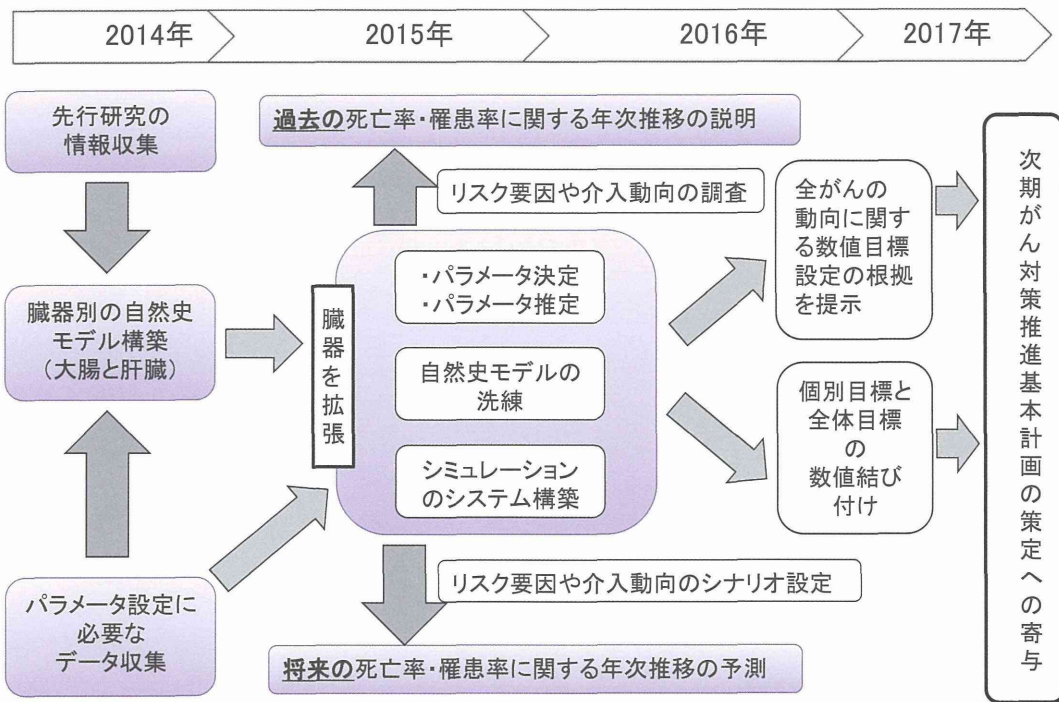 2014年
2015年
2016年
2017年
先行研究の
情報収集
臓器別の自然史
モデル構築
(大腸と肝臓)
パラメータ設定に
必要な
データ収集
過去の死亡率・罹患率に関する年次推移の説明
リスク要因や介入動向の調査
臓器を拡張
・パラメータ決定
・パラメータ推定
自然史モデルの
洗練
シミュレーション
のシステム構築
リスク要因や介入動向のシナリオ設定
将来の死亡率・罹患率に関する年次推移の予測
全がんの
動向に関す
る数値目標
設定の根拠
を提示
個別目標と
全体目標
の
数値結び
付け
次期がん対策推進基本計画の策定への寄与